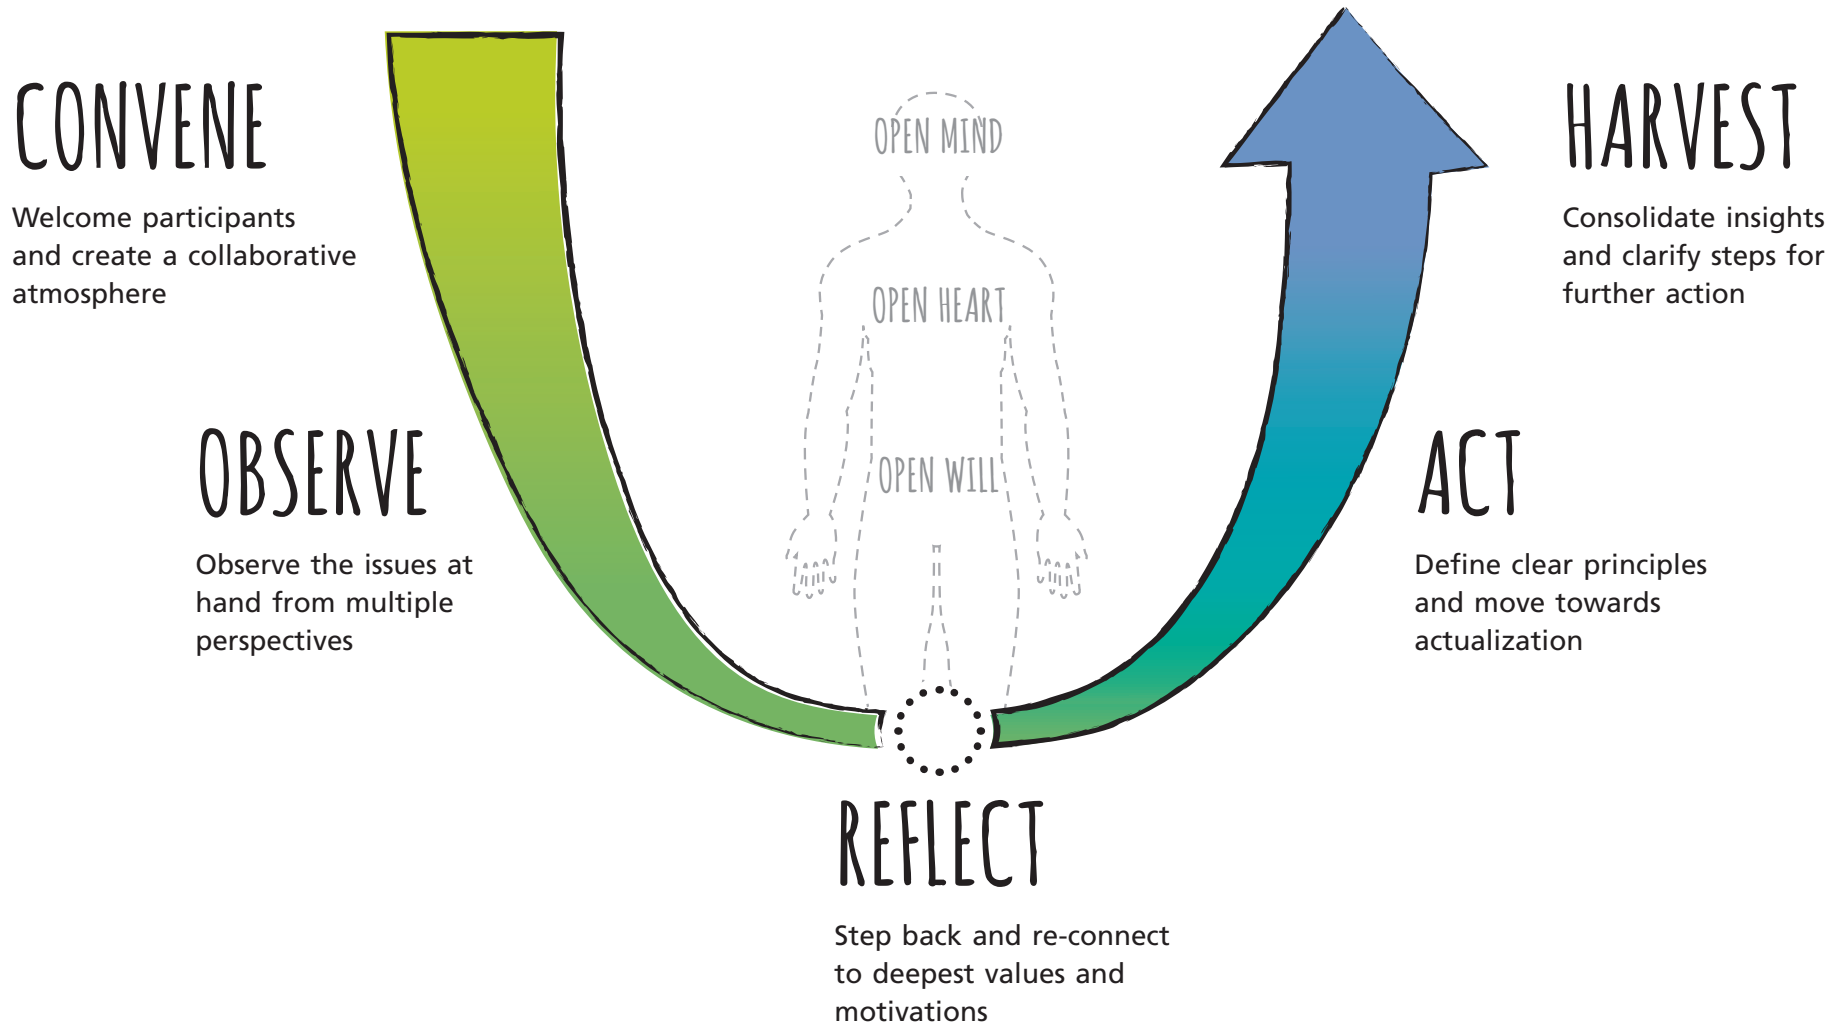 CONVENE
Welcome participants
and create a collaborative
atmosphere
OBSERVE
Observe the issues at
hand from multiple
perspectives
OPEN MIND
OPEN HEART
OPEN WILL
REFLECT
Step back and re-connect
to deepest values and
motivations
ACT
Define clear principles
and move towards
actualization
HARVEST
Consolidate insights
and clarify steps for
further action